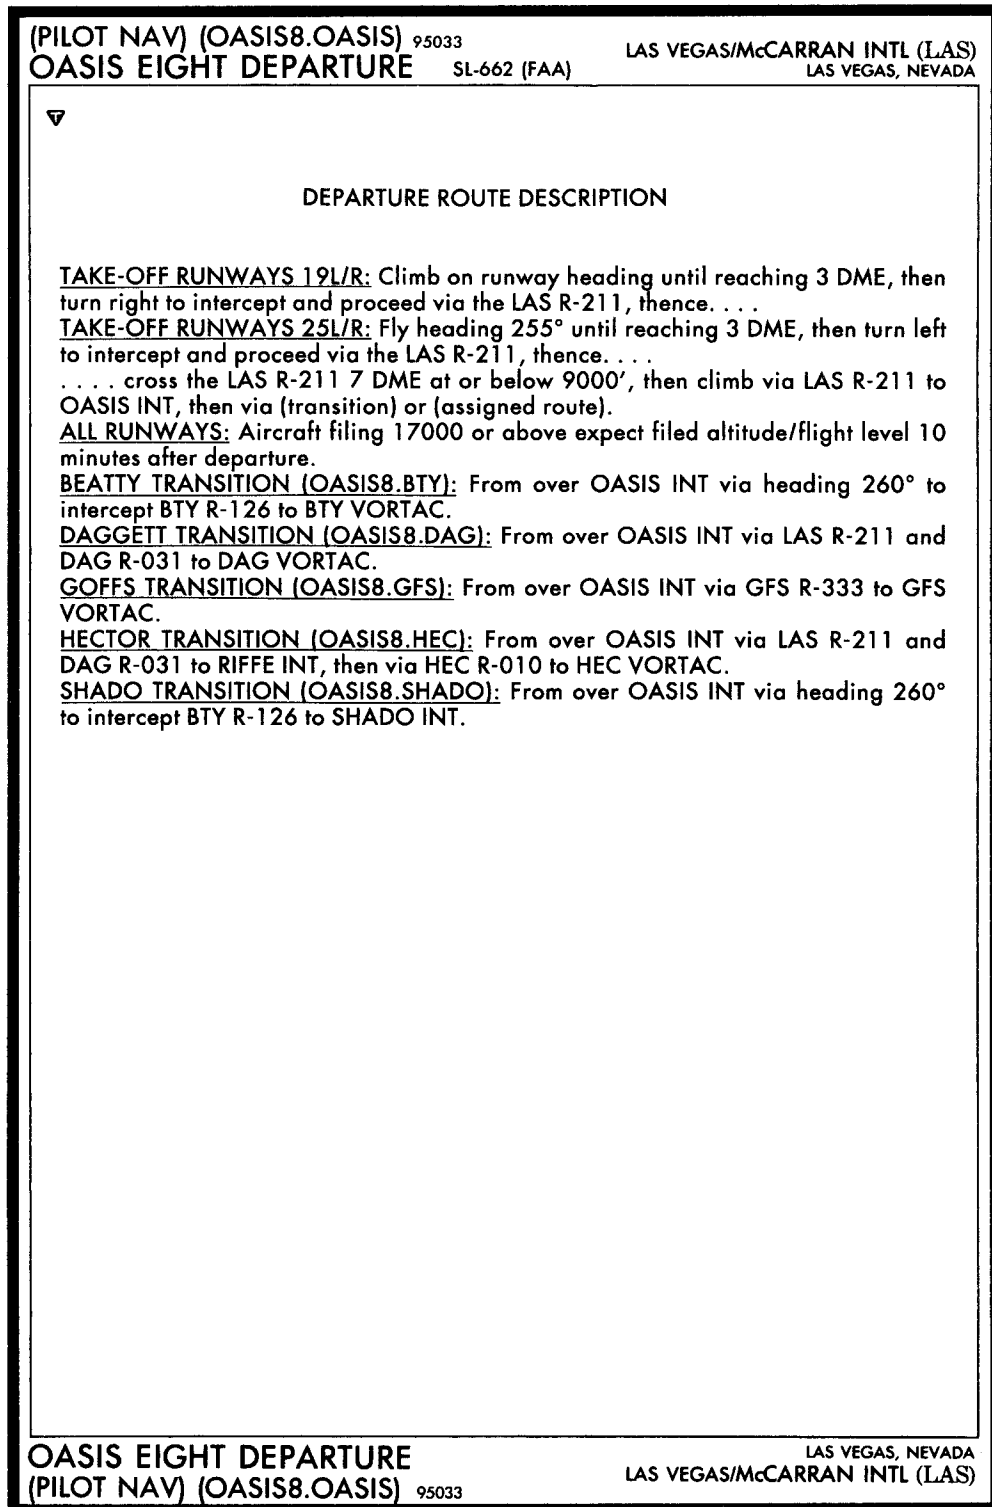 (PILOT NAV) (OASIS8.OASIS) 95033
OASIS EIGHT DEPARTURE SL-662 (FAA)
LAS VEGAS/McCARRAN INTL (LAS)
LAS VEGAS, NEVADA
T
DEPARTURE ROUTE DESCRIPTION
TAKE-OFF RUNWAYS 19L/R: Climb on runway heading until reaching 3 DME, then
turn right to intercept and proceed via the LAS R-211, thence. . . .
TAKE-OFF RUNWAYS 25L/R: Fly heading 255° until reaching 3 DME, then turn left
to intercept and proceed via the LAS R-211, thence. . . .
. . . . cross the LAS R-211 7 DME at or below 9000′, then climb via LAS R-211 to
OASIS INT, then via (transition) or (assigned route).
ALL RUNWAYS: Aircraft filing 17000 or above expect filed altitude/flight level 10
minutes after departure.
BEATTY TRANSITION (OASIS8.BTY): From over OASIS INT via heading 260° to
intercept BTY R-126 to BTY VORTAC.
DAGGETT TRANSITION (OASIS8.DAG): From over OASIS INT via LAS R-211 and
DAG R-031 to DAG VORTAC.
GOFFS TRANSITION (OASIS8.GFS): From over OASIS INT via GFS R-333 to GFS
VORTAC.
HECTOR TRANSITION (OASIS8.HEC): From over OASIS INT via LAS R-211 and
DAG R-031 to RIFFE INT, then via HEC R-010 to HEC VORTAC.
SHADO TRANSITION (OASIS8.SHADO): From over OASIS INT via heading 260°
to intercept BTY R-126 to SHADO INT.
OASIS EIGHT DEPARTURE
(PILOT NAV) (OASIS8.OASIS) 95033
LAS VEGAS, NEVADA
LAS VEGAS/McCARRAN INTL (LAS)